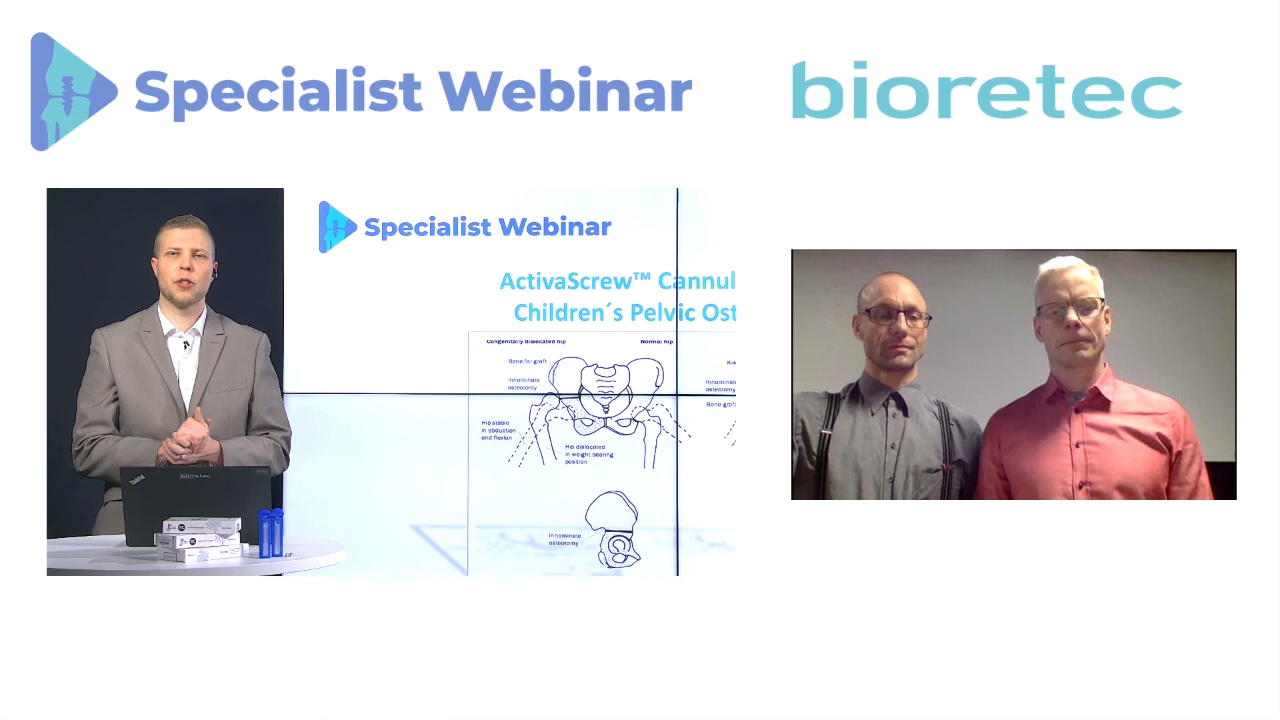 Specialist Webinar
bioretec
Specialist Webinar
ActivaScrew™ Cannul
Children´s Pelvic Ost
Congenitally dislocated hip
Normal hip
Bone for graft
Innominate
osteotomy
Innominate
osteotomy
Bone graft
Hip stable
in abduction
and flexion
Hip dislocated
in weight bearing
position
Innominate
osteotomy
ThinkPad
bioretec